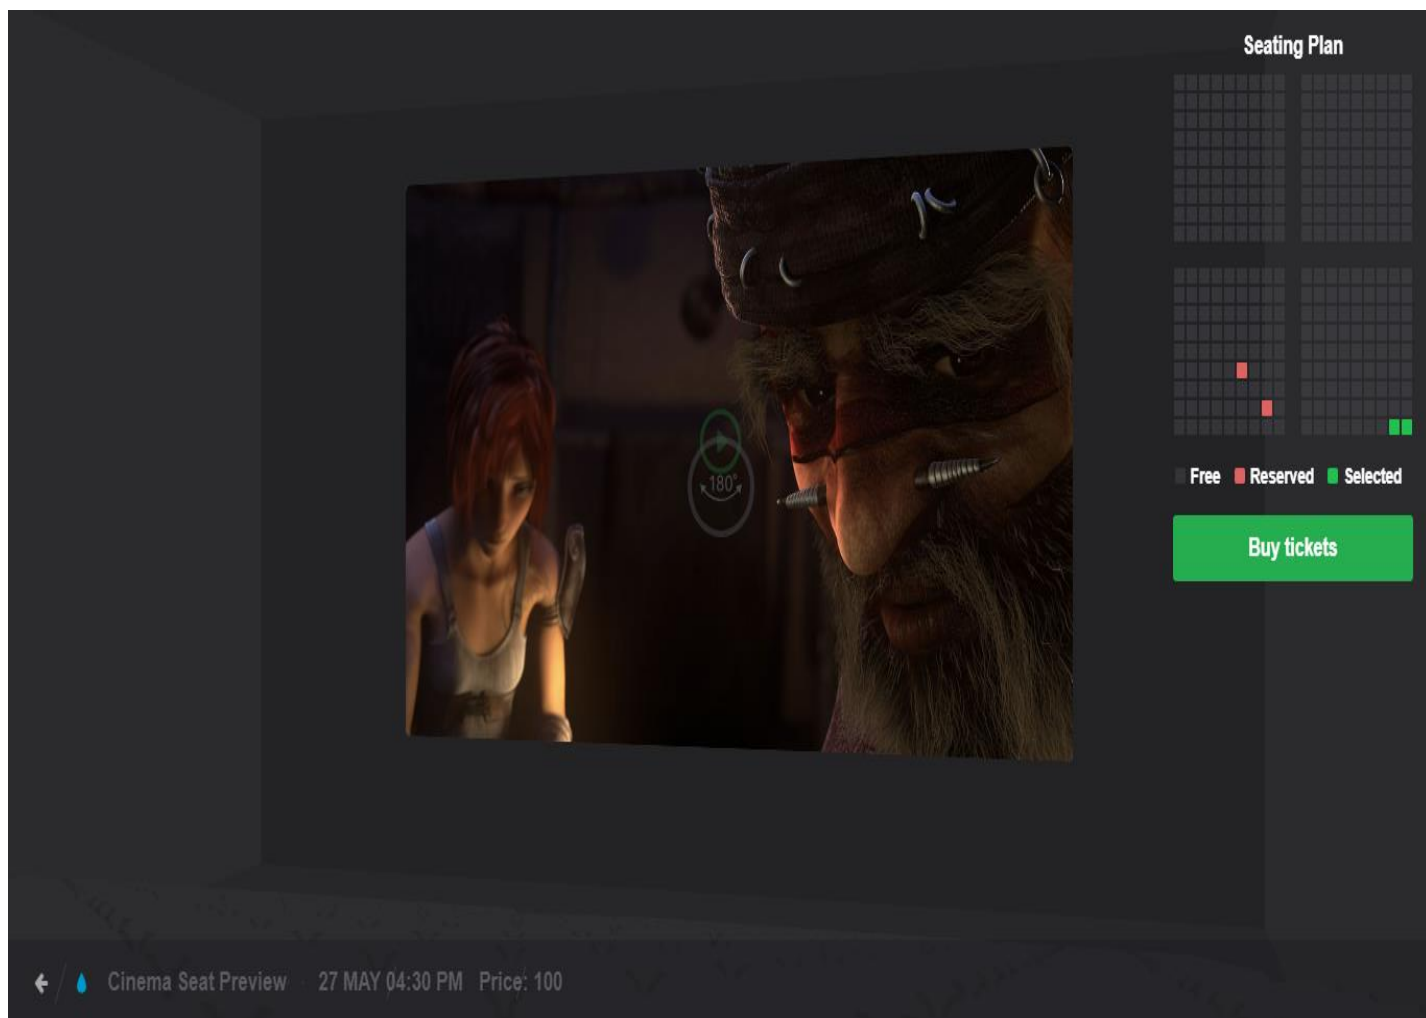 Seating Plan
180°
Free Reserved Selected
Buy tickets
Cinema Seat Preview 27 MAY 04:30 PM Price: 100